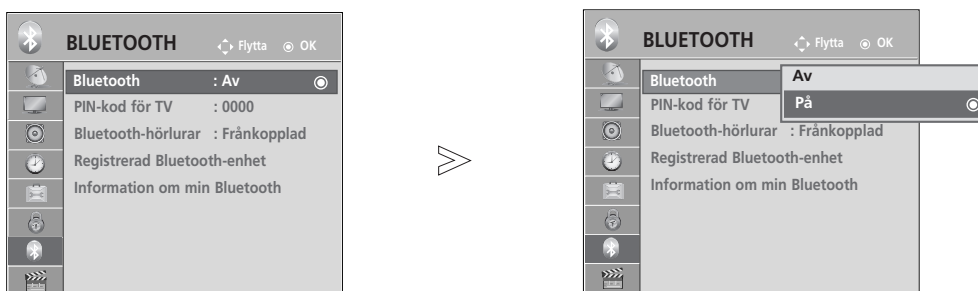 BLUETOOTH Flytta OK
Bluetooth : Av
PIN-kod för TV : 0000
Bluetooth-hörlurar : Frånkopplad
Registrerad Bluetooth-enhet
Information om min Bluetooth
BLUETOOTH Flytta OK
Bluetooth
Av
På
PIN-kod för TV
Bluetooth-hörlurar : Frånkopplad
Registrerad Bluetooth-enhet
Information om min Bluetooth